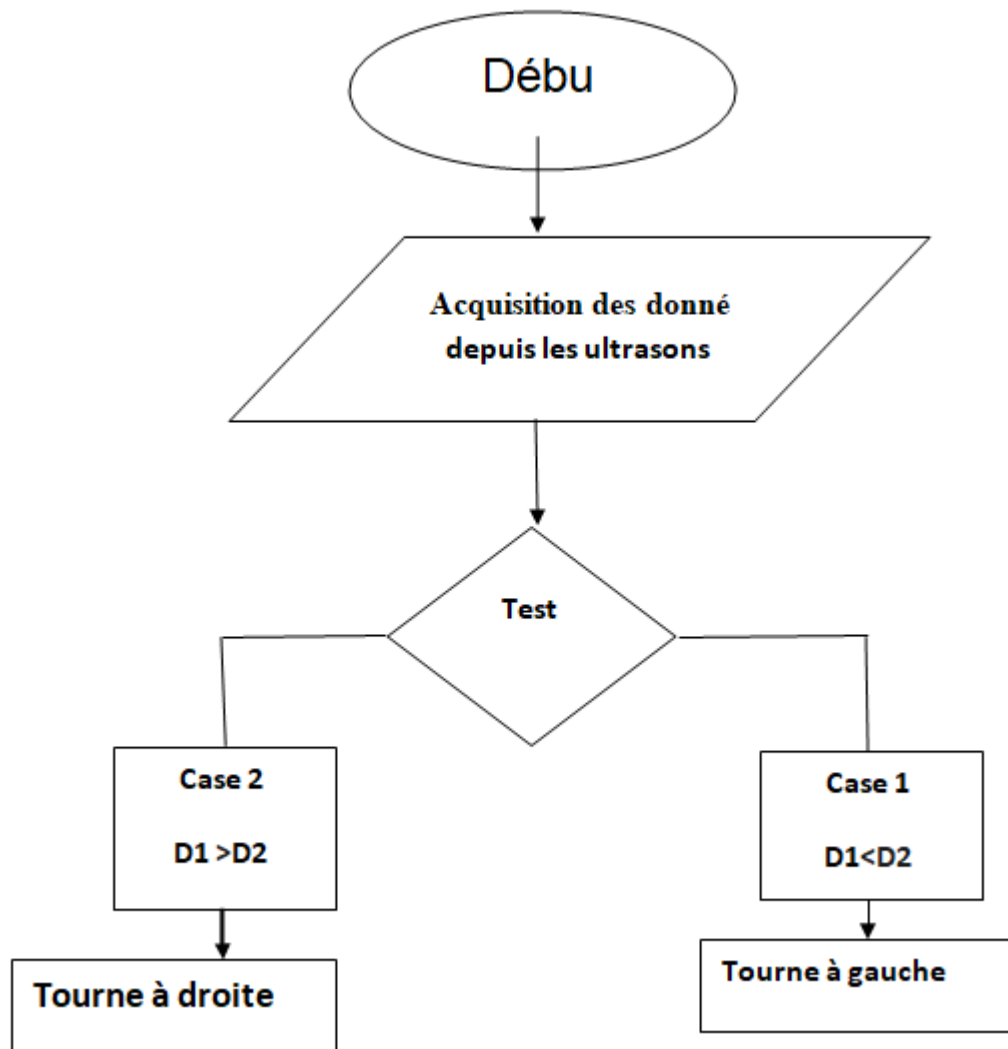 Débu
Acquisition des donné
depuis les ultrasons
Test
Case 2
D1 >D2
Case 1
D1<D2
Tourne à droite
Tourne à gauche